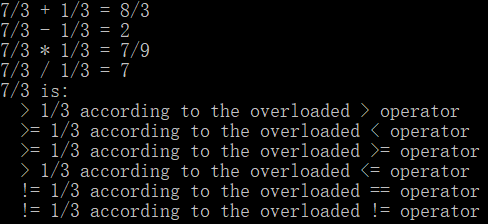 7/3 + 1/3 = 8/3
7/3 - 1/3 = 2
7/3 * 1/3 = 7/9
7/3 / 1/3 = 7
7/3 is:
  > 1/3 according to the overloaded > operator
  >= 1/3 according to the overloaded < operator
  >= 1/3 according to the overloaded >= operator
  > 1/3 according to the overloaded <= operator
  != 1/3 according to the overloaded == operator
  != 1/3 according to the overloaded != operator